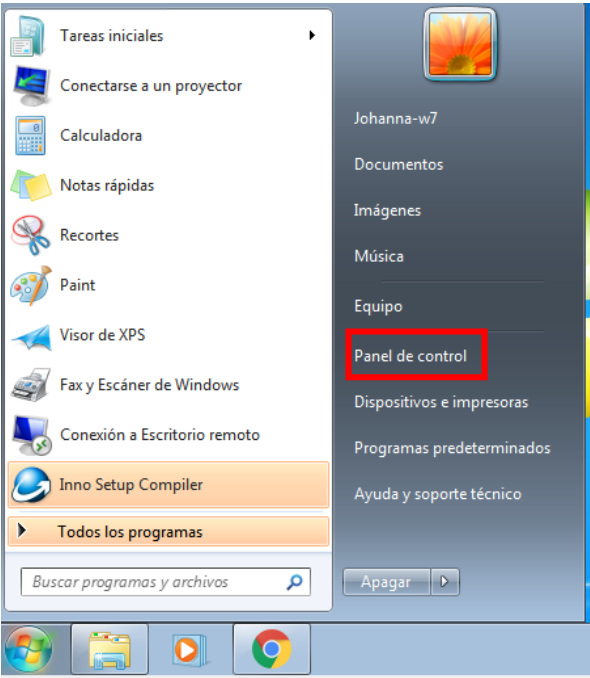 Tareas iniciales
Conectarse a un proyector
Calculadora
Notas rápidas
Recortes
Paint
Visor de XPS
Fax y Escáner de Windows
Conexión a Escritorio remoto
Inno Setup Compiler
Todos los programas
Buscar programas y archivos
Johanna-w7
Documentos
Imágenes
Música
Equipo
Panel de control
Dispositivos e impresoras
Programas predeterminados
Ayuda y soporte técnico
Apagar